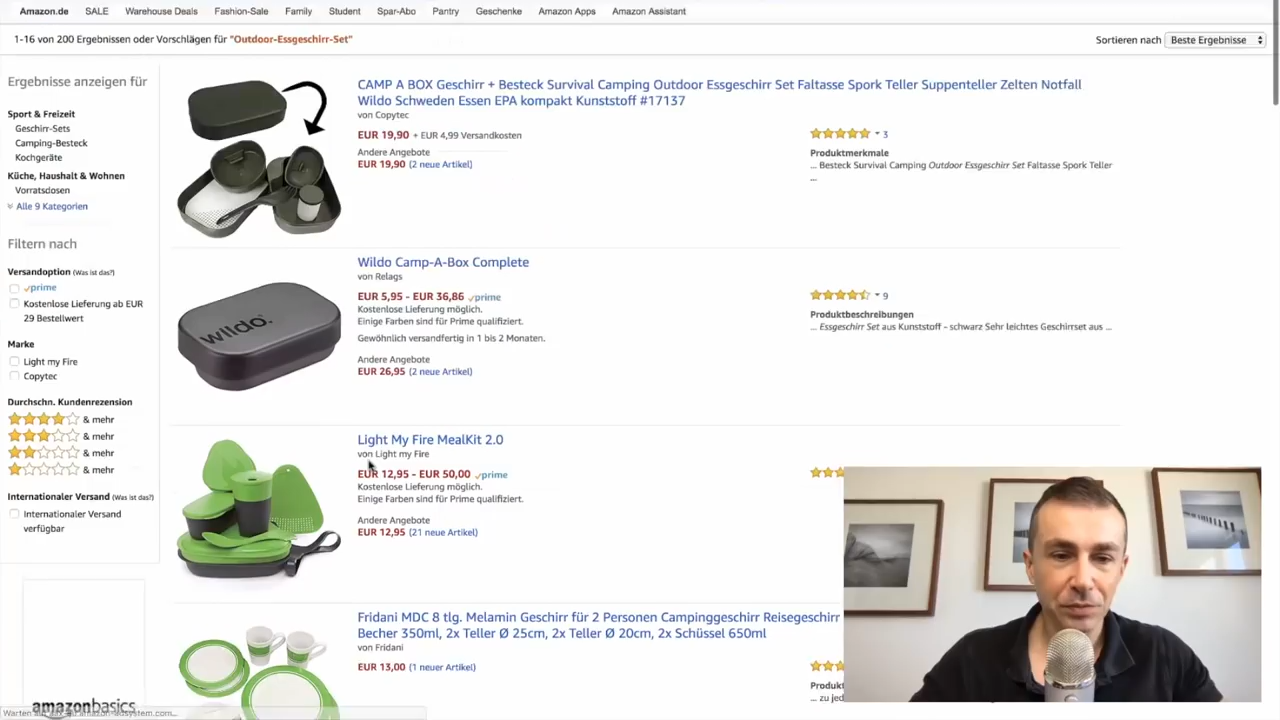 Amazon.de SALE Warehouse Deals Fashion-Sale Family Student Spar-Abo Pantry Geschenke Amazon Apps Amazon Assistant
1-16 von 200 Ergebnissen oder Vorschlägen für "Outdoor-Essgeschirr-Set"
Sortieren nach Beste Ergebnisse
Ergebnisse anzeigen für
Sport & Freizeit
Geschirr-Sets
Camping-Besteck
Kochgeräte
Küche, Haushalt & Wohnen
Vorratsdosen
Alle 9 Kategorien
Filtern nach
Versandoption (Was ist das?)
prime
Kostenlose Lieferung ab EUR
29 Bestellwert
Marke
Light my Fire
Copytec
Durchschn. Kundenrezension
& mehr
& mehr
& mehr
& mehr
Internationaler Versand (Was ist das?)
Internationaler Versand
verfügbar
amazonbasics
CAMP A BOX Geschirr + Besteck Survival Camping Outdoor Essgeschirr Set Faltasse Spork Teller Suppenteller Zelten Notfall
Wildo Schweden Essen EPA kompakt Kunststoff #17137
von Copytec
EUR 19,90 + EUR 4,99 Versandkosten
Andere Angebote
EUR 19,90 (2 neue Artikel)
3
Produktmerkmale
... Besteck Survival Camping Outdoor Essgeschirr Set Faltasse Spork Teller
...
wildo
Wildo Camp-A-Box Complete
von Relags
EUR 5,95 - EUR 36,86 prime
Kostenlose Lieferung möglich.
Einige Farben sind für Prime qualifiziert.
Gewöhnlich versandfertig in 1 bis 2 Monaten.
Andere Angebote
EUR 26,95 (2 neue Artikel)
9
Produktbeschreibungen
... Essgeschirr Set aus Kunststoff - schwarz Sehr leichtes Geschirrset aus ...
Light My Fire MealKit 2.0
von Light my Fire
EUR 12,95 - EUR 50,00 prime
Kostenlose Lieferung möglich.
Einige Farben sind für Prime qualifiziert.
Andere Angebote
EUR 12,95 (21 neue Artikel)
Fridani MDC 8 tlg. Melamin Geschirr für 2 Personen Campinggeschirr Reisegeschirr
Becher 350ml, 2x Teller Ø 25cm, 2x Teller Ø 20cm, 2x Schüssel 650ml
von Fridani
EUR 13,00 (1 neuer Artikel)
Produkt
... zu jed